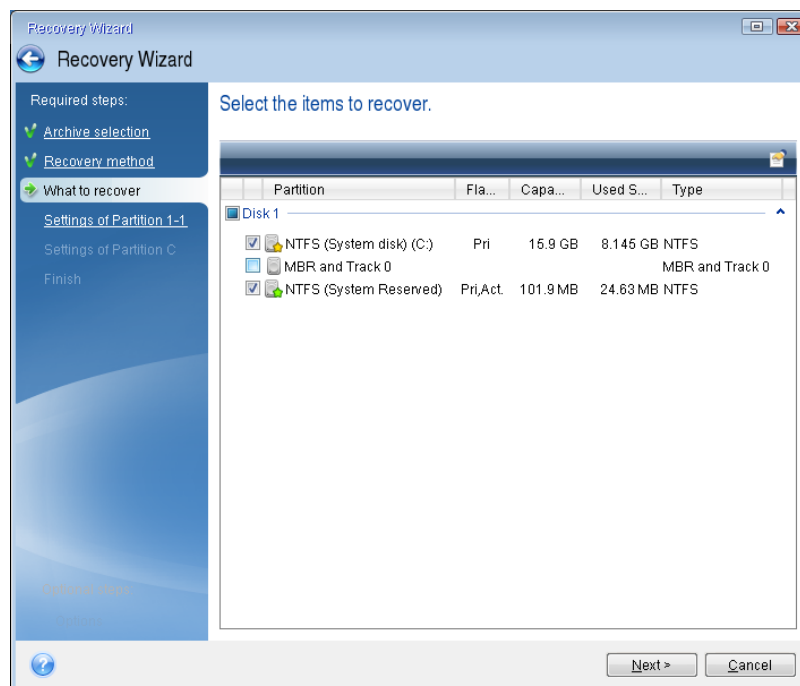 Recovery Wizard
Recovery Wizard
Required steps:
Archive selection
Recovery method
What to recover
Settings of Partition 1-1
Settings of Partition C
Finish
Select the items to recover.
Partition Fla... Capa... Used S... Type
Disk 1
NTFS (System disk) (C:) Pri 15.9 GB 8.145 GB NTFS
MBR and Track 0 MBR and Track 0
NTFS (System Reserved) Pri,Act. 101.9 MB 24.63 MB NTFS
Next >
Cancel